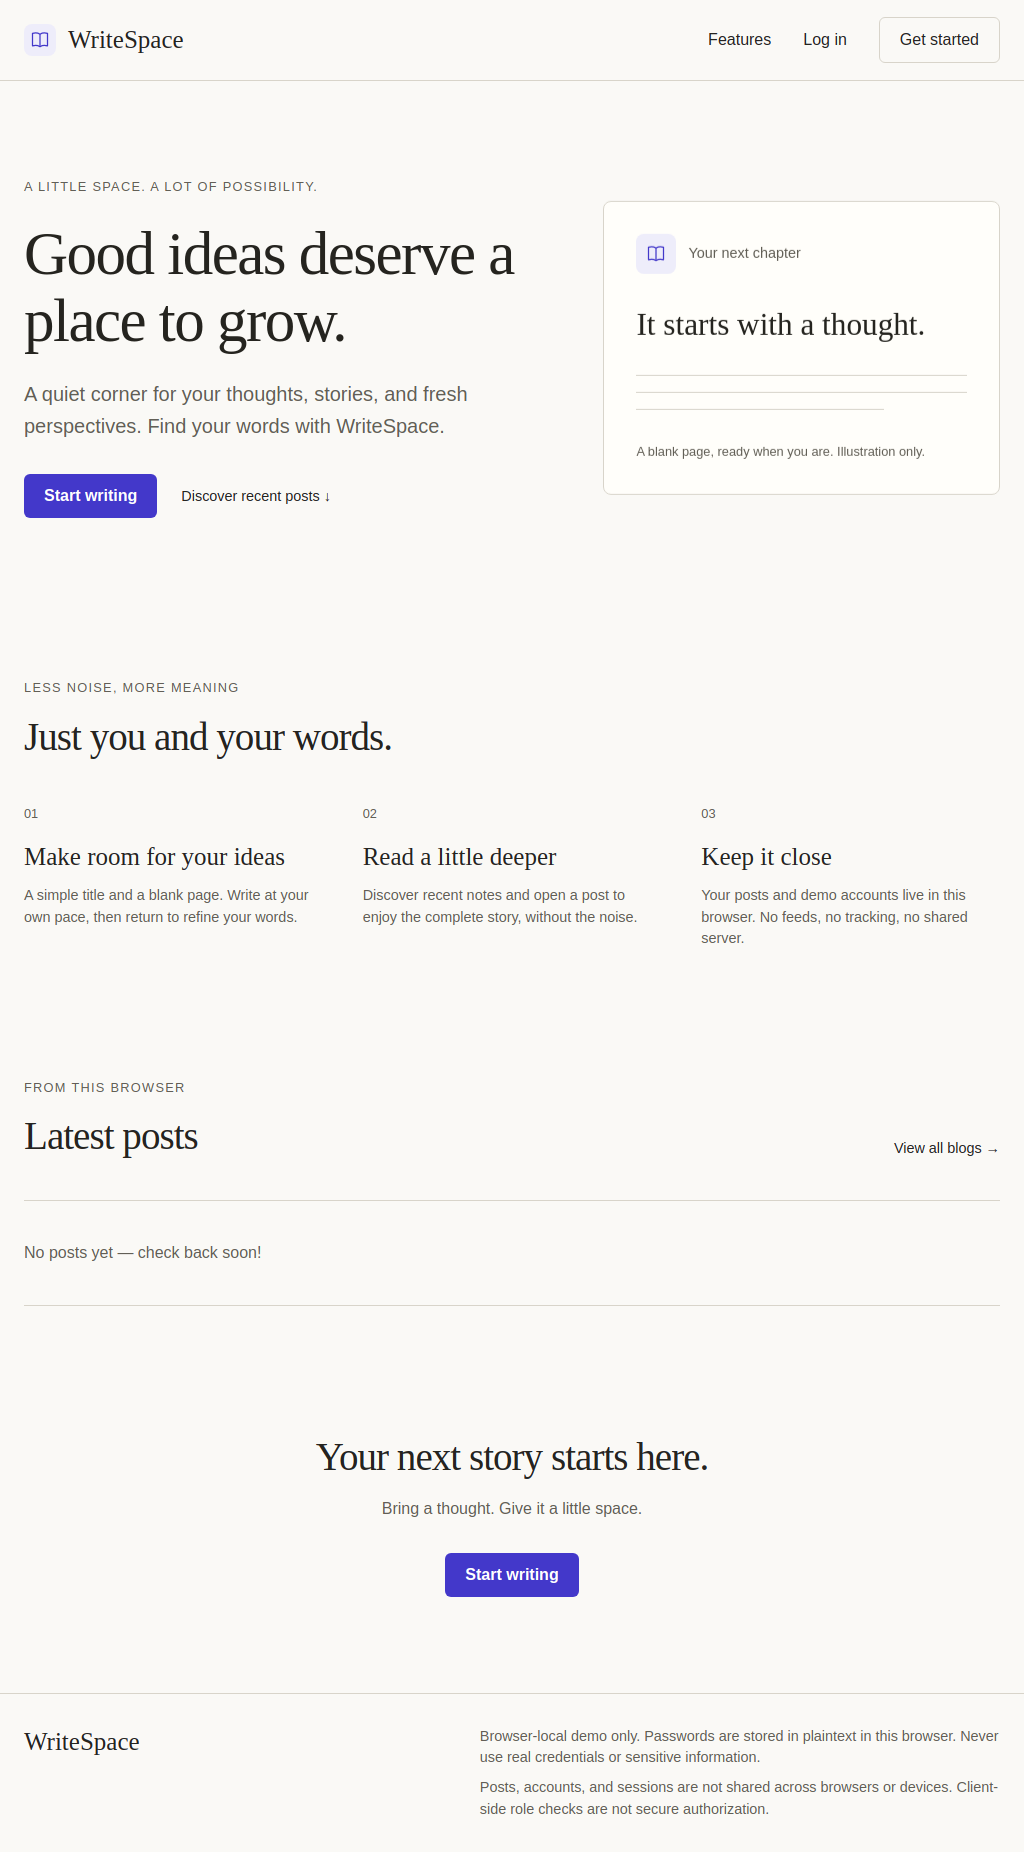 WriteSpace
Features
Log in
Get started
A LITTLE SPACE. A LOT OF POSSIBILITY.
Good ideas deserve a
place to grow.
A quiet corner for your thoughts, stories, and fresh
perspectives. Find your words with WriteSpace.
Start writing
Discover recent posts ↓
Your next chapter
It starts with a thought.
A blank page, ready when you are. Illustration only.
LESS NOISE, MORE MEANING
Just you and your words.
01
Make room for your ideas
A simple title and a blank page. Write at your
own pace, then return to refine your words.
02
Read a little deeper
Discover recent notes and open a post to
enjoy the complete story, without the noise.
03
Keep it close
Your posts and demo accounts live in this
browser. No feeds, no tracking, no shared
server.
FROM THIS BROWSER
Latest posts
View all blogs →
No posts yet — check back soon!
Your next story starts here.
Bring a thought. Give it a little space.
Start writing
WriteSpace
Browser-local demo only. Passwords are stored in plaintext in this browser. Never
use real credentials or sensitive information.
Posts, accounts, and sessions are not shared across browsers or devices. Client-
side role checks are not secure authorization.